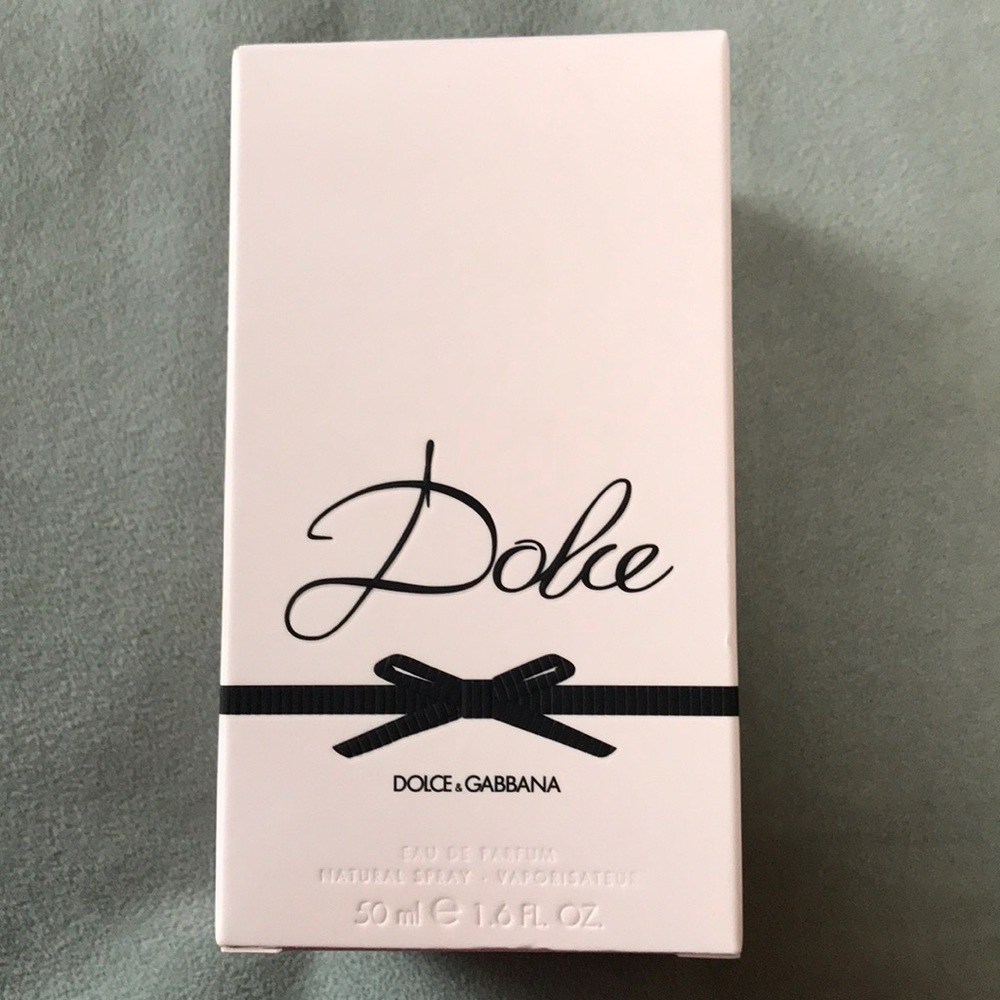 Dolce
DOLCE & GABBANA
EAU DE PARFUM
NATURAL SPRAY · VAPORISATEUR
50 ml ℮ 1.6 FL. OZ.